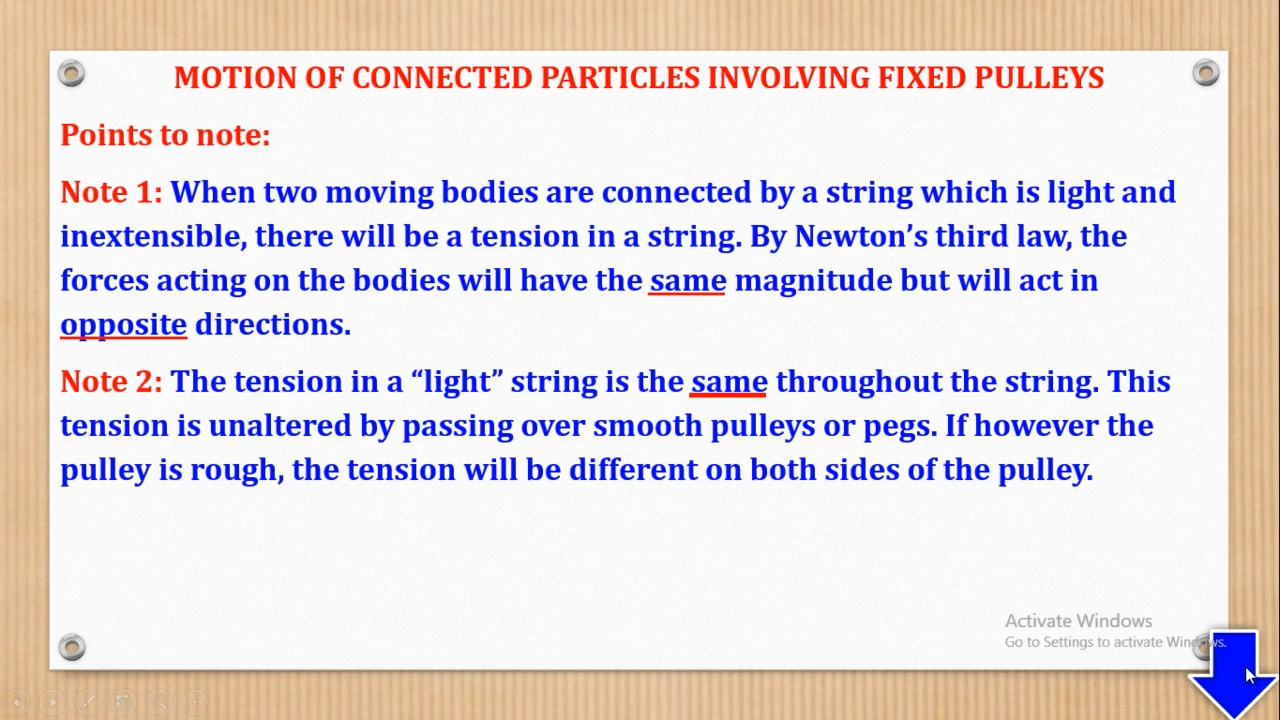 MOTION OF CONNECTED PARTICLES INVOLVING FIXED PULLEYS
Points to note:
Note 1: When two moving bodies are connected by a string which is light and
inextensible, there will be a tension in a string. By Newton’s third law, the
forces acting on the bodies will have the same magnitude but will act in
opposite directions.
Note 2: The tension in a “light” string is the same throughout the string. This
tension is unaltered by passing over smooth pulleys or pegs. If however the
pulley is rough, the tension will be different on both sides of the pulley.
Activate Windows
Go to Settings to activate Windows.